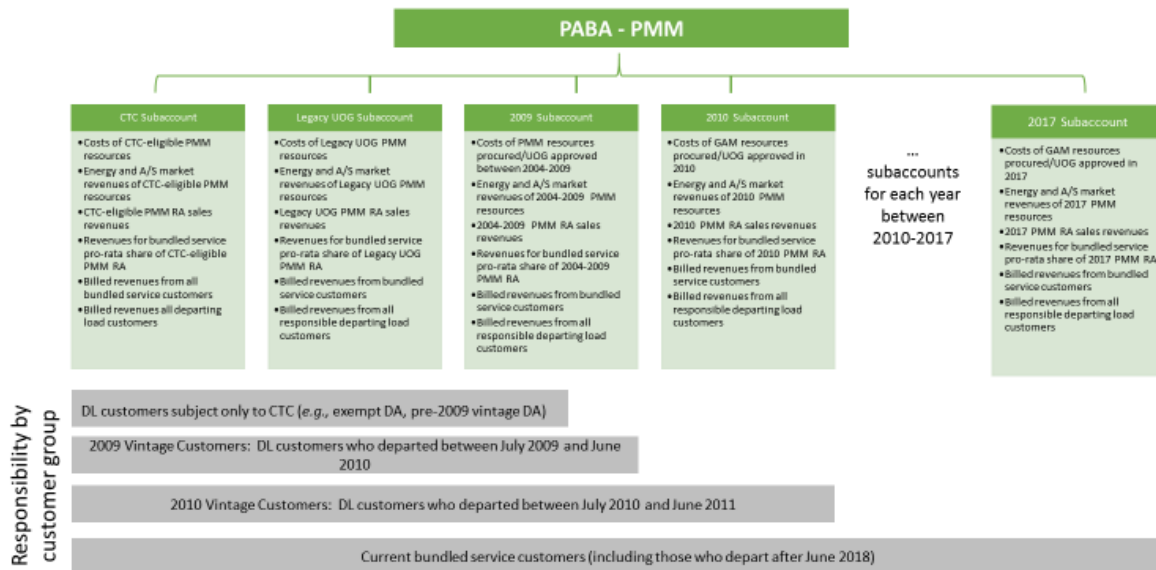 PABA - PMM
CTC Subaccount
•Costs of CTC-eligible PMM
resources
•Energy and A/S market
revenues of CTC-eligible PMM
resources
•CTC-eligible PMM RA sales
revenues
•Revenues for bundled service
pro-rata share of CTC-eligible
PMM RA
•Billed revenues from all
bundled service customers
•Billed revenues all departing
load customers
Legacy UOG Subaccount
•Costs of Legacy UOG PMM
resources
•Energy and A/S market
revenues of Legacy UOG PMM
resources
•Legacy UOG PMM RA sales
revenues
•Revenues for bundled service
pro-rata share of Legacy UOG
PMM RA
•Billed revenues from bundled
service customers
•Billed revenues from all
responsible departing load
customers
2009 Subaccount
•Costs of PMM resources
procured/UOG approved
between 2004-2009
•Energy and A/S market
revenues of 2004-2009 PMM
resources
•2004-2009 PMM RA sales
revenues
•Revenues for bundled service
pro-rata share of 2004-2009
PMM RA
•Billed revenues from bundled
service customers
•Billed revenues from all
responsible departing load
customers
2010 Subaccount
•Costs of GAM resources
procured/UOG approved in
2010
•Energy and A/S market
revenues of 2010 PMM
resources
•2010 PMM RA sales revenues
•Revenues for bundled service
pro-rata share of 2010 PMM RA
•Billed revenues from bundled
service customers
•Billed revenues from all
responsible departing load
customers
...
subaccounts
for each year
between
2010-2017
2017 Subaccount
•Costs of GAM resources
procured/UOG approved in
2017
•Energy and A/S market
revenues of 2017 PMM
resources
•2017 PMM RA sales revenues
•Revenues for bundled service
pro-rata share of 2017 PMM RA
•Billed revenues from bundled
service customers
•Billed revenues from all
responsible departing load
customers
Responsibility by
customer group
DL customers subject only to CTC (e.g., exempt DA, pre-2009 vintage DA)
2009 Vintage Customers: DL customers who departed between July 2009 and June
2010
2010 Vintage Customers: DL customers who departed between July 2010 and June 2011
Current bundled service customers (including those who depart after June 2018)